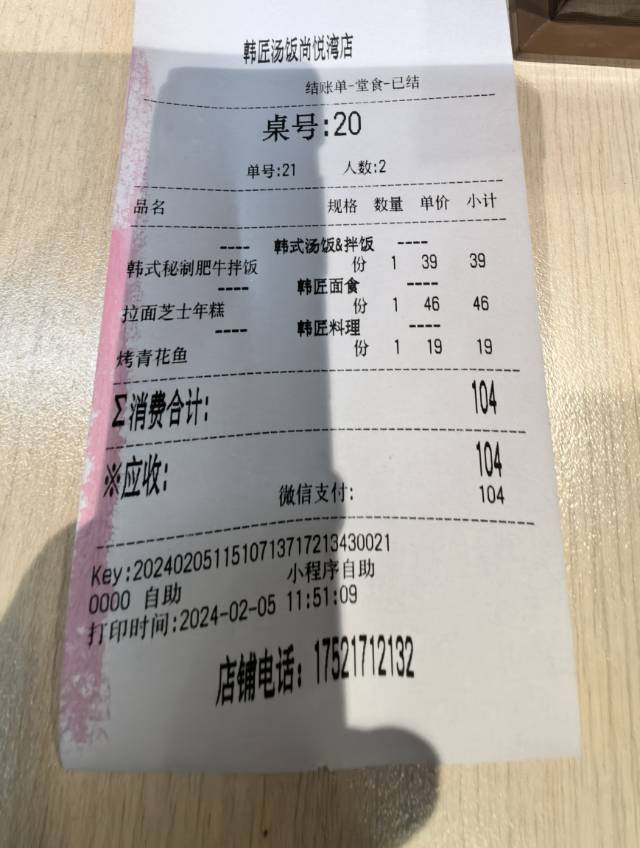 韩匠汤饭尚悦湾店
结账单-堂食-已结
桌号:20
单号:21 人数:2
品名 规格 数量 单价 小计
---- 韩式汤饭&拌饭 ----
韩式秘制肥牛拌饭 份 1 39 39
---- 韩匠面食 ----
拉面芝士年糕 份 1 46 46
---- 韩匠料理 ----
烤青花鱼 份 1 19 19
Σ消费合计: 104
※应收: 104
微信支付: 104
Key:2024020511510713717213430021
0000 自助 小程序自助
打印时间:2024-02-05 11:51:09
店铺电话: 17521712132